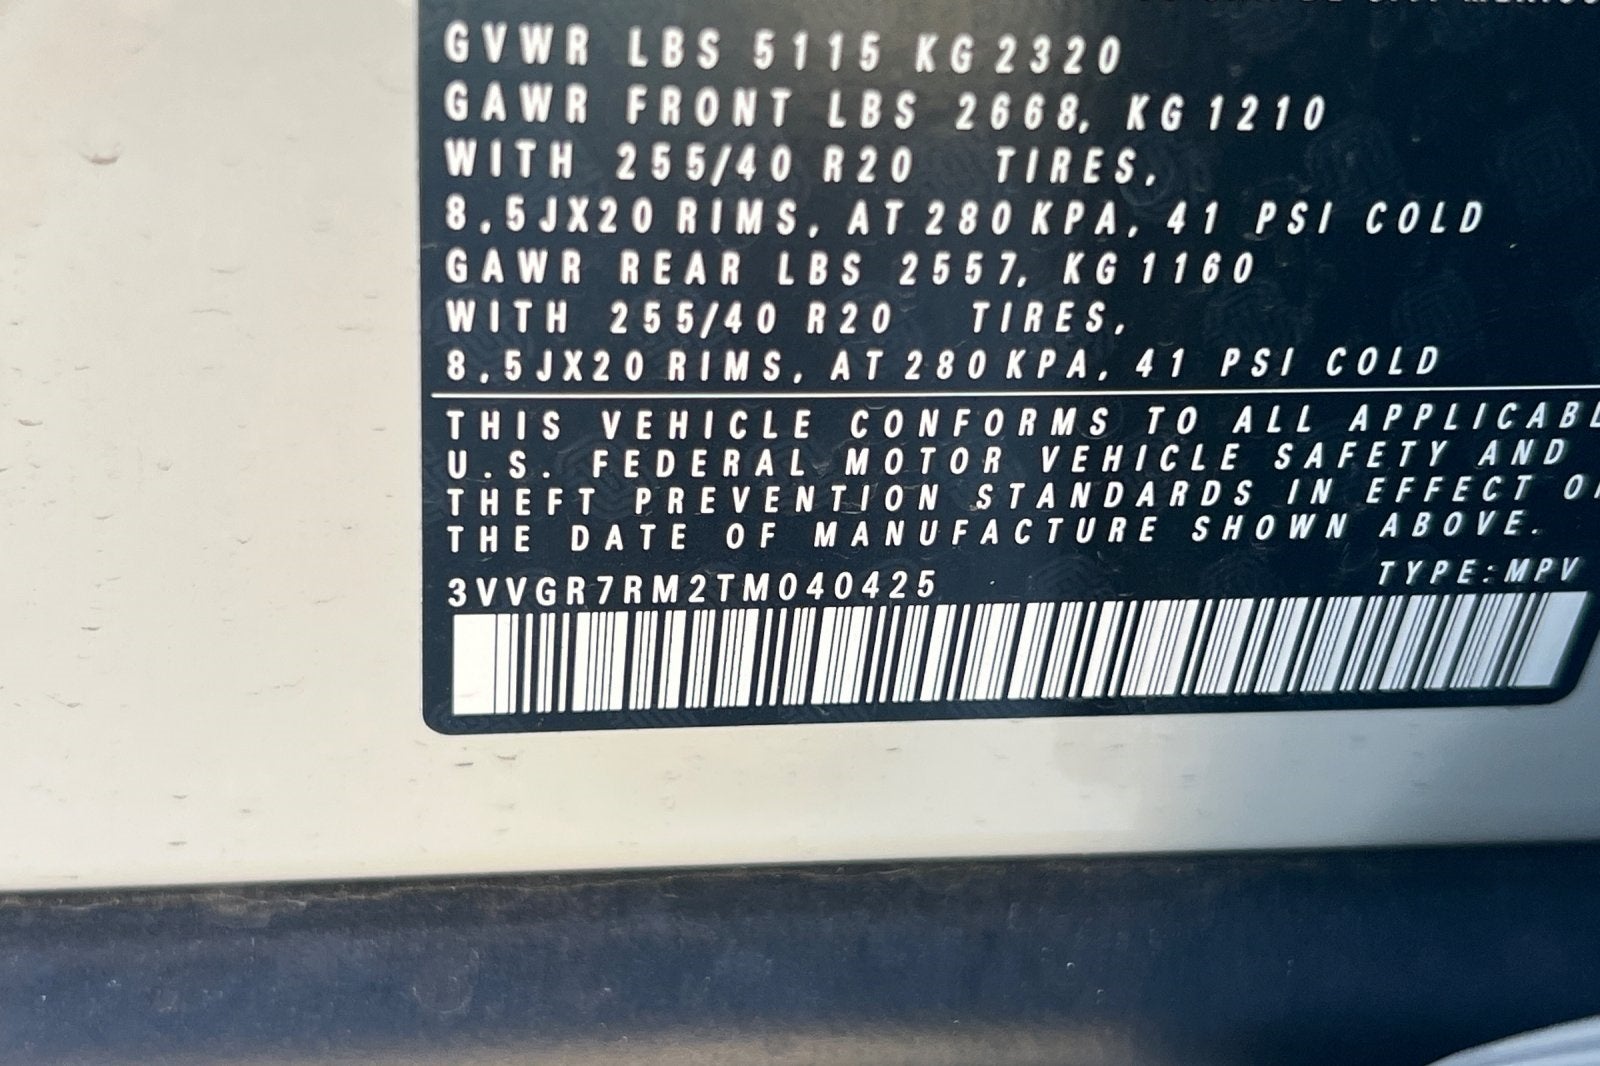 GVWR LBS 5115 KG 2320
GAWR FRONT LBS 2668, KG 1210
WITH 255/40 R20 TIRES,
8,5JX20 RIMS, AT 280 KPA, 41 PSI COLD
GAWR REAR LBS 2557, KG 1160
WITH 255/40 R20 TIRES,
8,5JX20 RIMS, AT 280 KPA, 41 PSI COLD
THIS VEHICLE CONFORMS TO ALL
U.S. FEDERAL MOTOR VEHICLE SAFETY AND
THEFT PREVENTION STANDARDS IN EFFECT
THE DATE OF MANUFACTURE SHOWN ABOVE.
TYPE:MPV
3VVGR7RM2TM040425